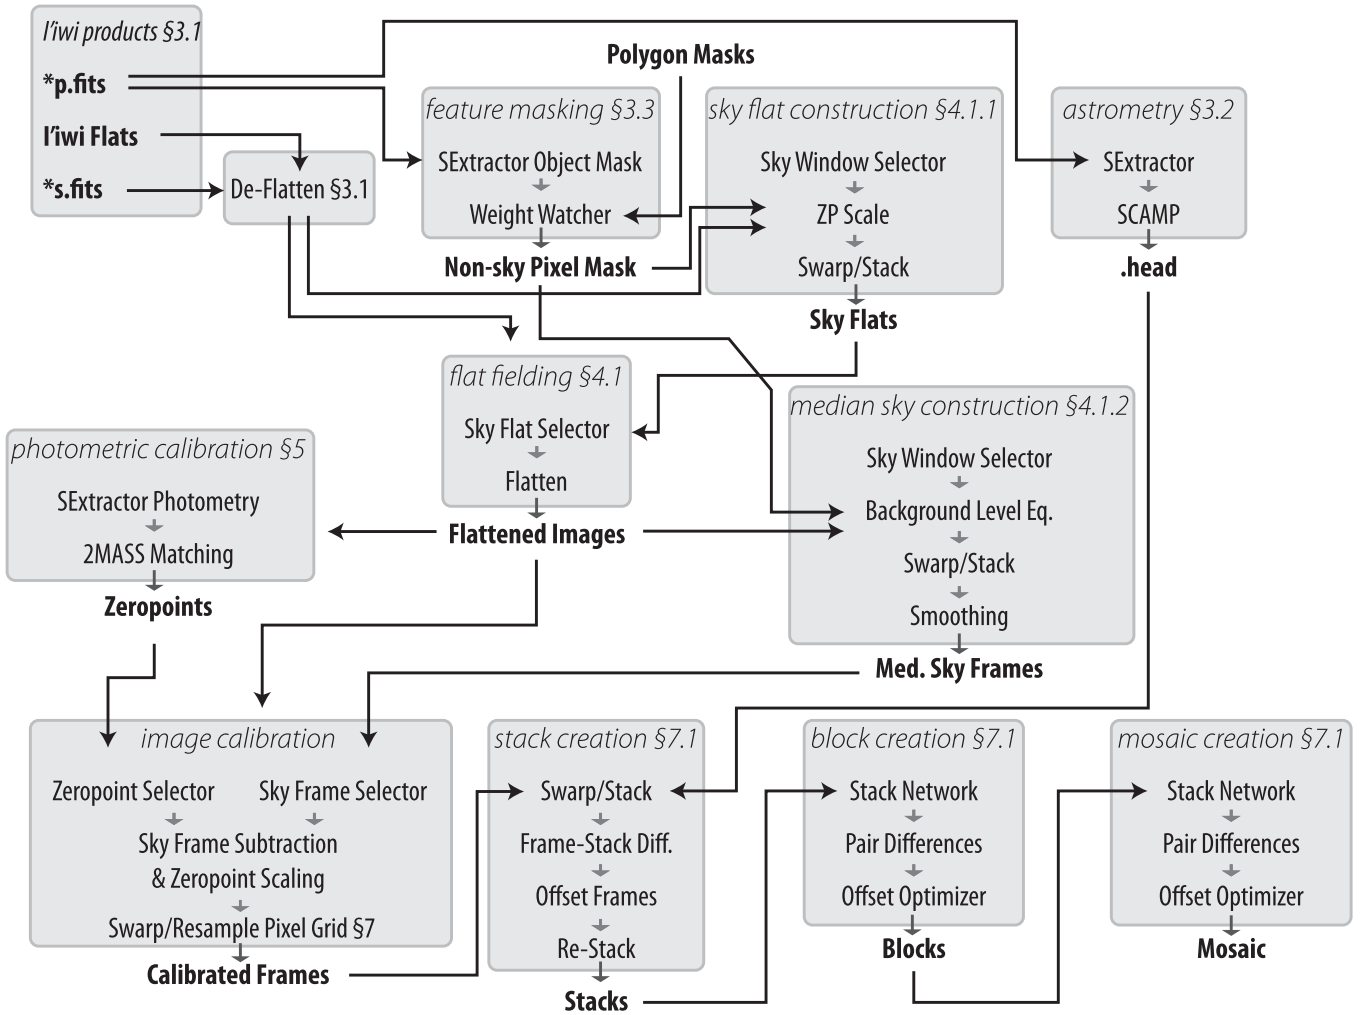 I'iwi products §3.1
*p.fits
I'iwi Flats
*s.fits
De-Flatten §3.1
Polygon Masks
feature masking §3.3
SExtractor Object Mask
Weight Watcher
Non-sky Pixel Mask
sky flat construction §4.1.1
Sky Window Selector
ZP Scale
Swarp/Stack
Sky Flats
astrometry §3.2
SExtractor
SCAMP
.head
flat fielding §4.1
Sky Flat Selector
Flatten
Flattened Images
median sky construction §4.1.2
Sky Window Selector
Background Level Eq.
Swarp/Stack
Smoothing
Med. Sky Frames
photometric calibration §5
SExtractor Photometry
2MASS Matching
Zeropoints
image calibration
Zeropoint Selector
Sky Frame Selector
Sky Frame Subtraction
& Zeropoint Scaling
Swarp/Resample Pixel Grid §7
Calibrated Frames
stack creation §7.1
Swarp/Stack
Frame-Stack Diff.
Offset Frames
Re-Stack
Stacks
block creation §7.1
Stack Network
Pair Differences
Offset Optimizer
Blocks
mosaic creation §7.1
Stack Network
Pair Differences
Offset Optimizer
Mosaic